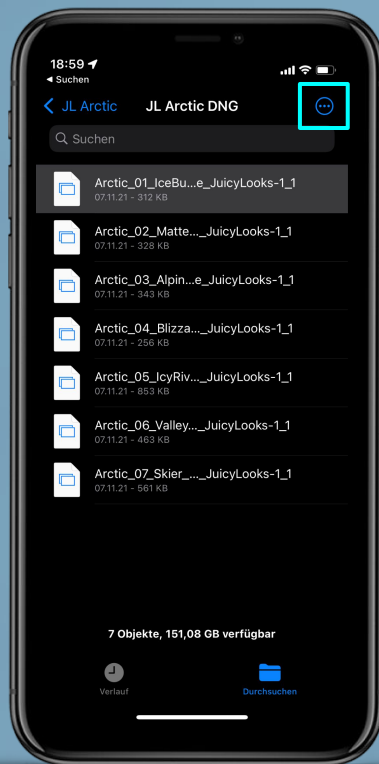 18:59
Suchen
JL Arctic
JL Arctic DNG
Suchen
Arctic_01_IceBu...e_JuicyLooks-1_1
07.11.21 - 312 KB
Arctic_02_Matte..._JuicyLooks-1_1
07.11.21 - 328 KB
Arctic_03_Alpin...e_JuicyLooks-1_1
07.11.21 - 343 KB
Arctic_04_Blizza..._JuicyLooks-1_1
07.11.21 - 256 KB
Arctic_05_IcyRiv..._JuicyLooks-1_1
07.11.21 - 853 KB
Arctic_06_Valley..._JuicyLooks-1_1
07.11.21 - 463 KB
Arctic_07_Skier_..._JuicyLooks-1_1
07.11.21 - 561 KB
7 Objekte, 151,08 GB verfügbar
Verlauf
Durchsuchen